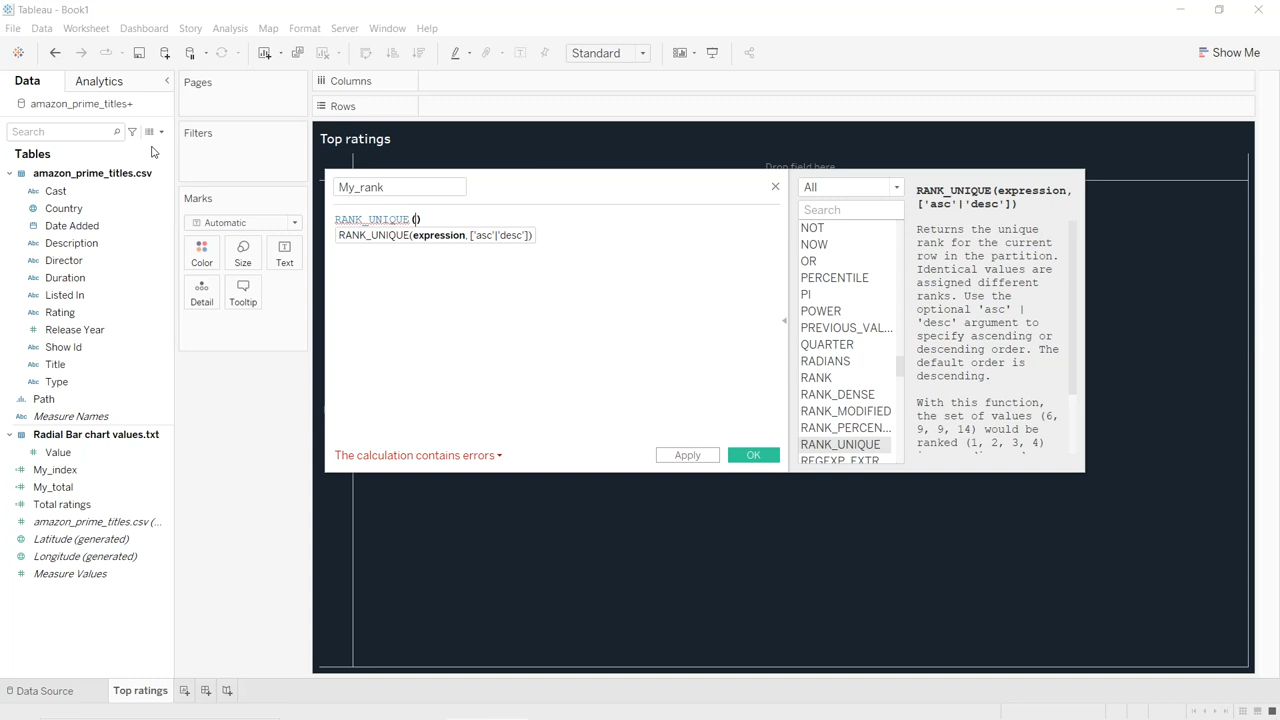 Tableau - Book1
File Data Worksheet Dashboard Story Analysis Map Format Server Window Help
Standard
Show Me
Data Analytics
Pages
Columns
amazon_prime_titles+
Rows
Search
Filters
Top ratings
Tables
Drop field here
amazon_prime_titles.csv
Cast
Country
Date Added
Description
Director
Duration
Listed In
Rating
Release Year
Show Id
Title
Type
Path
Measure Names
Radial Bar chart values.txt
Value
My_index
My_total
Total ratings
amazon_prime_titles.csv (...
Latitude (generated)
Longitude (generated)
Measure Values
Marks
Automatic
Color Size Text
Detail Tooltip
My_rank
RANK_UNIQUE()
RANK_UNIQUE(expression, ['asc'|'desc'])
The calculation contains errors
Apply OK
All
Search
NOT
NOW
OR
PERCENTILE
PI
POWER
PREVIOUS_VAL...
QUARTER
RADIANS
RANK
RANK_DENSE
RANK_MODIFIED
RANK_PERCEN...
RANK_UNIQUE
REGEXP_EXTR...
RANK_UNIQUE(expression,
['asc'|'desc'])
Returns the unique
rank for the current
row in the partition.
Identical values are
assigned different
ranks. Use the
optional 'asc' |
'desc' argument to
specify ascending or
descending order. The
default order is
descending.
With this function,
the set of values (6,
9, 9, 14) would be
ranked (1, 2, 3, 4)
Data Source Top ratings